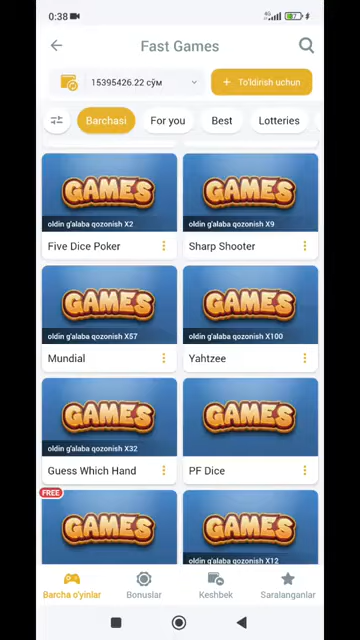 0:38
4G
7
Fast Games
15395426.22 сўм
+ To'ldirish uchun
Barchasi
For you
Best
Lotteries
GAMES
oldin g'alaba qozonish X2
Five Dice Poker
GAMES
oldin g'alaba qozonish X9
Sharp Shooter
GAMES
oldin g'alaba qozonish X57
Mundial
GAMES
oldin g'alaba qozonish X100
Yahtzee
GAMES
oldin g'alaba qozonish X32
Guess Which Hand
GAMES
PF Dice
FREE
GAMES
GAMES
oldin g'alaba qozonish X12
Barcha o'yinlar
Bonuslar
Keshbek
Saralanganlar